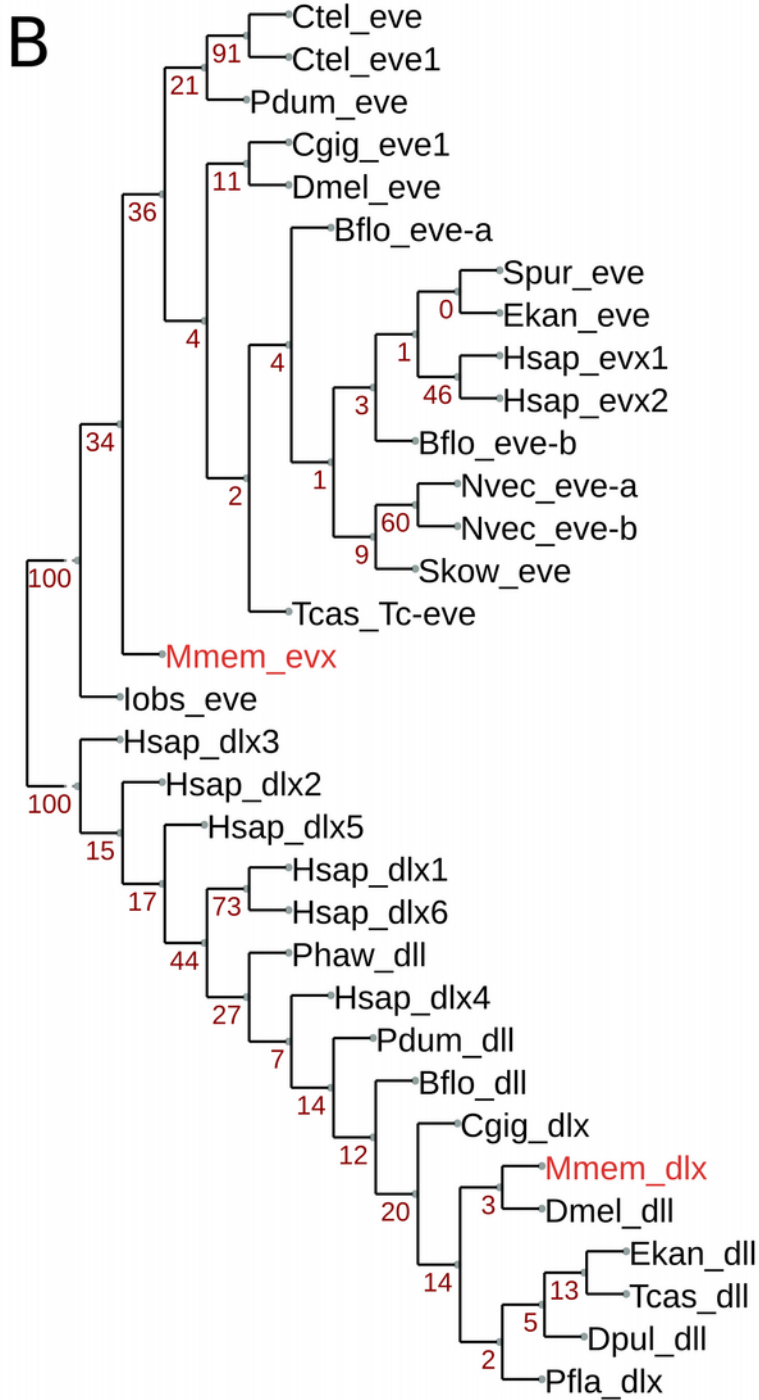 B
Ctel_eve
91
Ctel_eve1
21
Pdum_eve
Cgig_eve1
11
Dmel_eve
36
Bflo_eve-a
Spur_eve
0
Ekan_eve
4
4
1
Hsap_evx1
46
Hsap_evx2
3
34
Bflo_eve-b
1
Nvec_eve-a
2
60
Nvec_eve-b
9
Skow_eve
100
Tcas_Tc-eve
Mmem_evx
Iobs_eve
Hsap_dlx3
Hsap_dlx2
100
Hsap_dlx5
15
Hsap_dlx1
17
73
Hsap_dlx6
44
Phaw_dll
Hsap_dlx4
27
Pdum_dll
7
Bflo_dll
14
Cgig_dlx
12
Mmem_dlx
3
20
Dmel_dll
Ekan_dll
14
13
Tcas_dll
5
Dpul_dll
2
Pfla_dlx